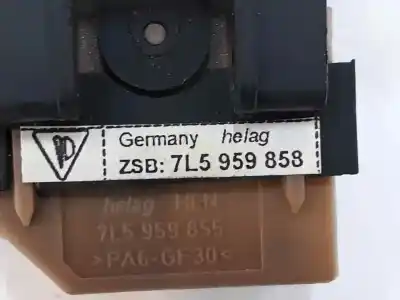 Germany helag
ZSB: 7L5 959 858
helag
7L5 959 855
>PA6-GF30<